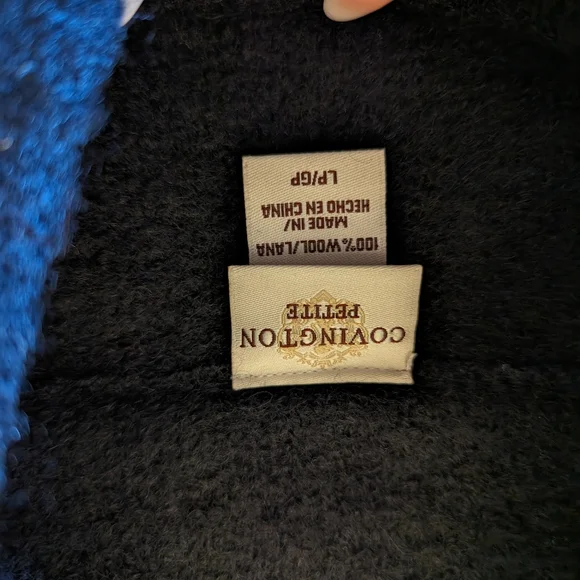 COVINGTON
PETITE
100% WOOL/LANA
MADE IN/
HECHO EN CHINA
LP/GP